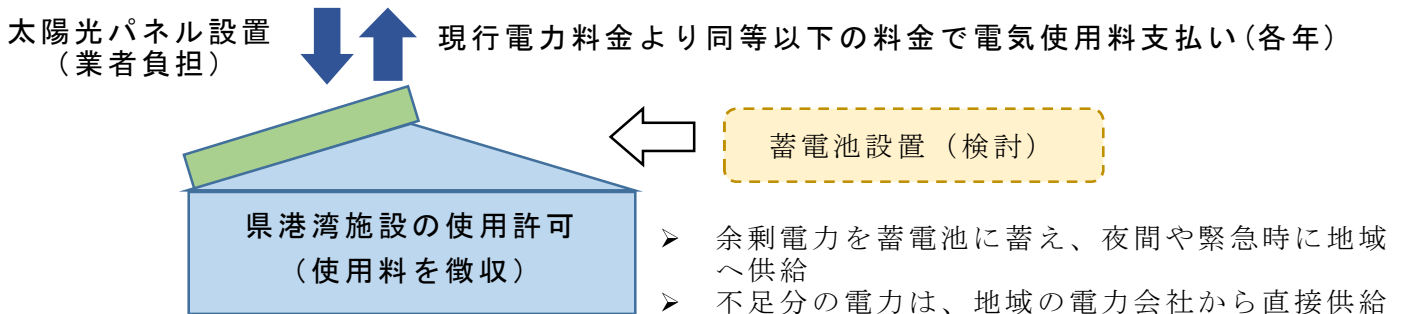 太陽光パネル設置
（業者負担）
現行電力料金より同等以下の料金で電気使用料支払い(各年)
蓄電池設置（検討）
県港湾施設の使用許可
（使用料を徴収）
➢ 余剰電力を蓄電池に蓄え、夜間や緊急時に地域
へ供給
➢ 不足分の電力は、地域の電力会社から直接供給